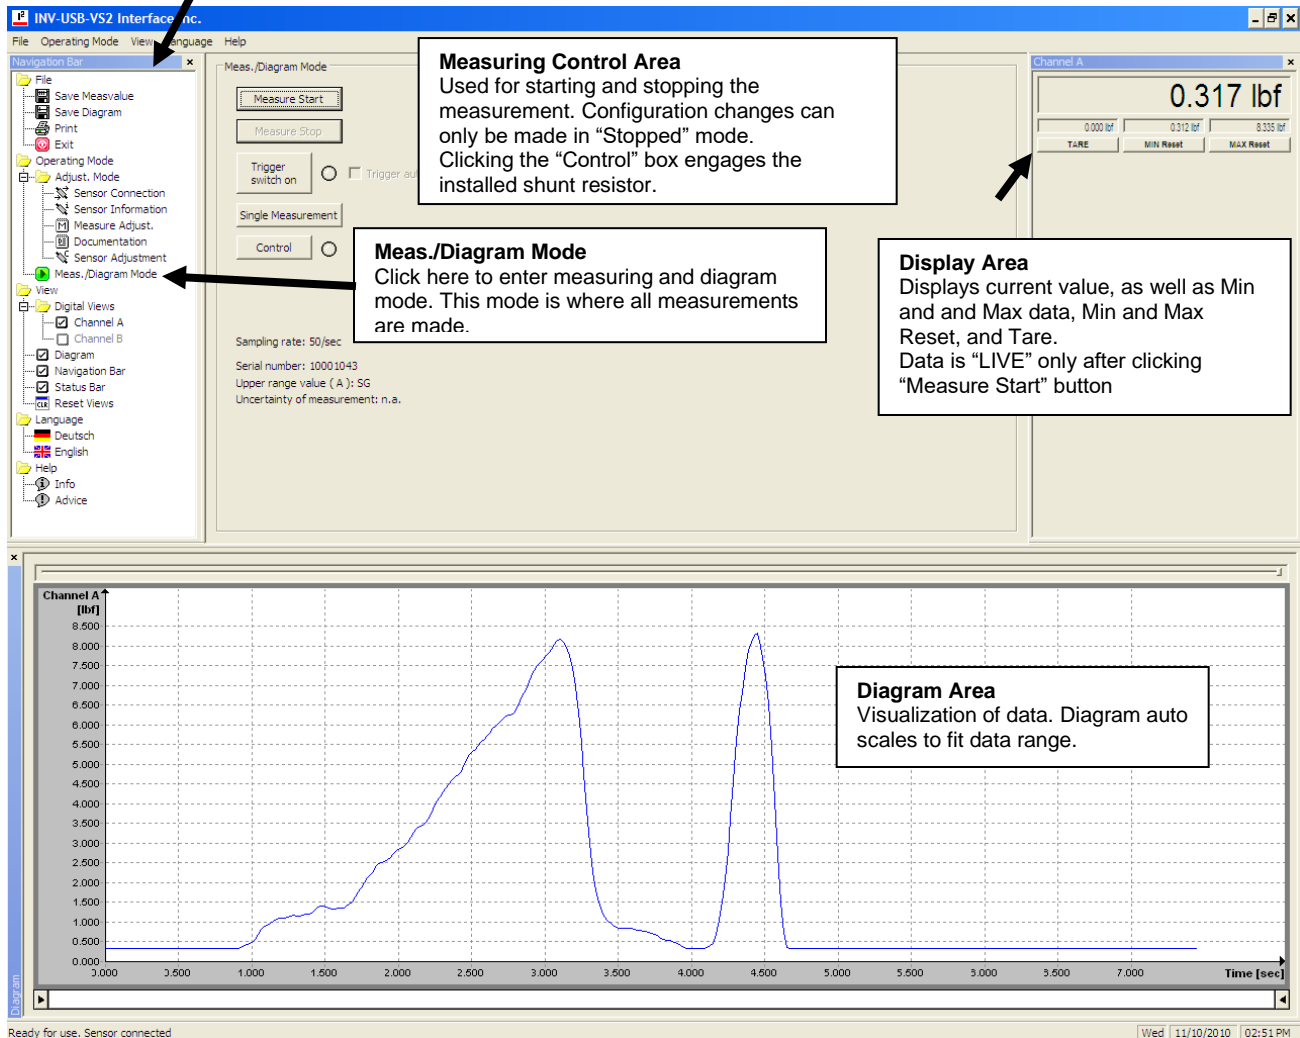 INV-USB-VS2 Interface Inc.
File Operating Mode View Language Help
Navigation Bar
File
Save Measvalue
Save Diagram
Print
Exit
Operating Mode
Adjust. Mode
Sensor Connection
Sensor Information
Measure Adjust.
Documentation
Sensor Adjustment
Meas./Diagram Mode
View
Digital Views
Channel A
Channel B
Diagram
Navigation Bar
Status Bar
CLR Reset Views
Language
Deutsch
English
Help
Info
Advice
Meas./Diagram Mode
Measure Start
Measure Stop
Trigger
switch on
Trigger
Single Measurement
Control
Sampling rate: 50/sec
Serial number: 10001043
Upper range value ( A ): SG
Uncertainty of measurement: n.a.
Measuring Control Area
Used for starting and stopping the
measurement. Configuration changes can
only be made in “Stopped” mode.
Clicking the “Control” box engages the
installed shunt resistor.
Meas./Diagram Mode
Click here to enter measuring and diagram
mode. This mode is where all measurements
are made.
Channel A
0.317 lbf
0.000 lbf 0.312 lbf 8.335 lbf
TARE MIN Reset MAX Reset
Display Area
Displays current value, as well as Min
and and Max data, Min and Max
Reset, and Tare.
Data is “LIVE” only after clicking
“Measure Start” button
Diagram
Channel A
[lbf]
8.500
8.000
7.500
7.000
6.500
6.000
5.500
5.000
4.500
4.000
3.500
3.000
2.500
2.000
1.500
1.000
0.500
0.000
0.000 0.500 1.000 1.500 2.000 2.500 3.000 3.500 4.000 4.500 5.000 5.500 6.000 6.500 7.000 Time [sec]
Diagram Area
Visualization of data. Diagram auto
scales to fit data range.
Ready for use. Sensor connected
Wed 11/10/2010 02:51 PM